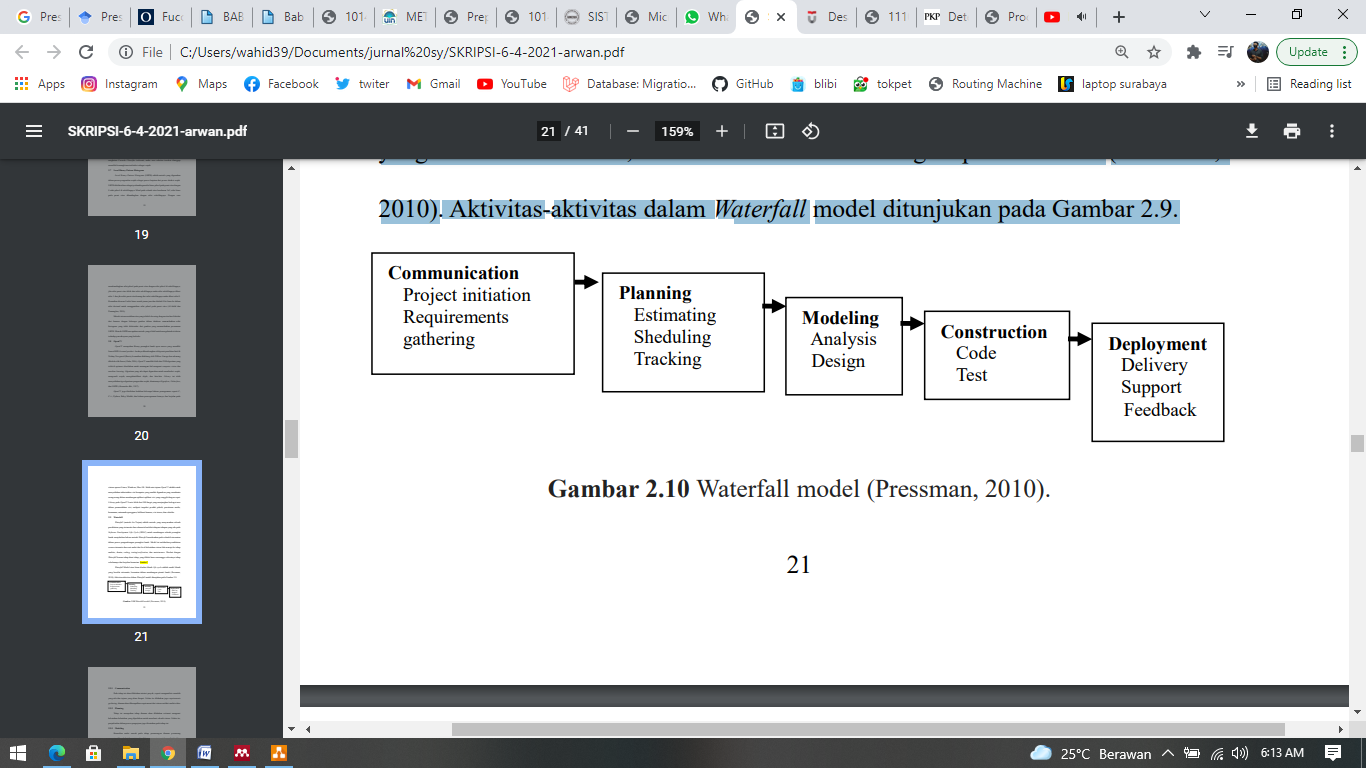 Pres
Pres
Fuco
BAB
Bab
101
MET
Prep
101
SIST
Mic
Wh
Des
111
PKP Det
Proc
File
C:/Users/wahid39/Documents/jurnal%20sy/SKRIPSI-6-4-2021-arwan.pdf
Update
Apps
Instagram
Maps
Facebook
twiter
Gmail
YouTube
Database: Migratio...
GitHub
blibi
tokpet
Routing Machine
laptop surabaya
»
Reading list
SKRIPSI-6-4-2021-arwan.pdf
21 / 41
159%
19
20
21
2010). Aktivitas-aktivitas dalam Waterfall model ditunjukan pada Gambar 2.9.
Communication
Project initiation
Requirements
gathering
Planning
Estimating
Sheduling
Tracking
Modeling
Analysis
Design
Construction
Code
Test
Deployment
Delivery
Support
Feedback
Gambar 2.10 Waterfall model (Pressman, 2010).
21
25°C Berawan
6:13 AM